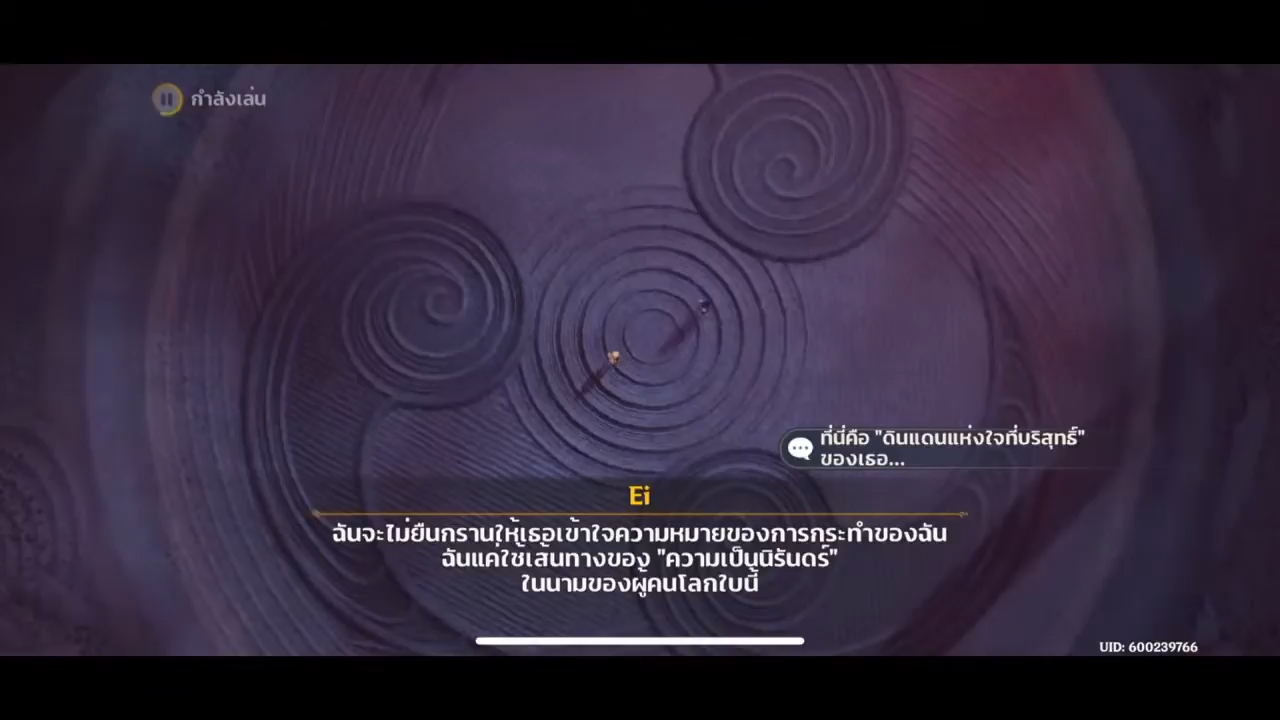 กำลังเล่น
ที่นี่คือ "ดินแดนแห่งใจที่บริสุทธิ์"
ของเธอ...
Ei
ฉันจะไม่ยืนกรานให้เธอเข้าใจความหมายของการกระทำของฉัน
ฉันแค่ใช้เส้นทางของ "ความเป็นนิรันดร์"
ในนามของผู้คนโลกใบนี้
UID: 600239766